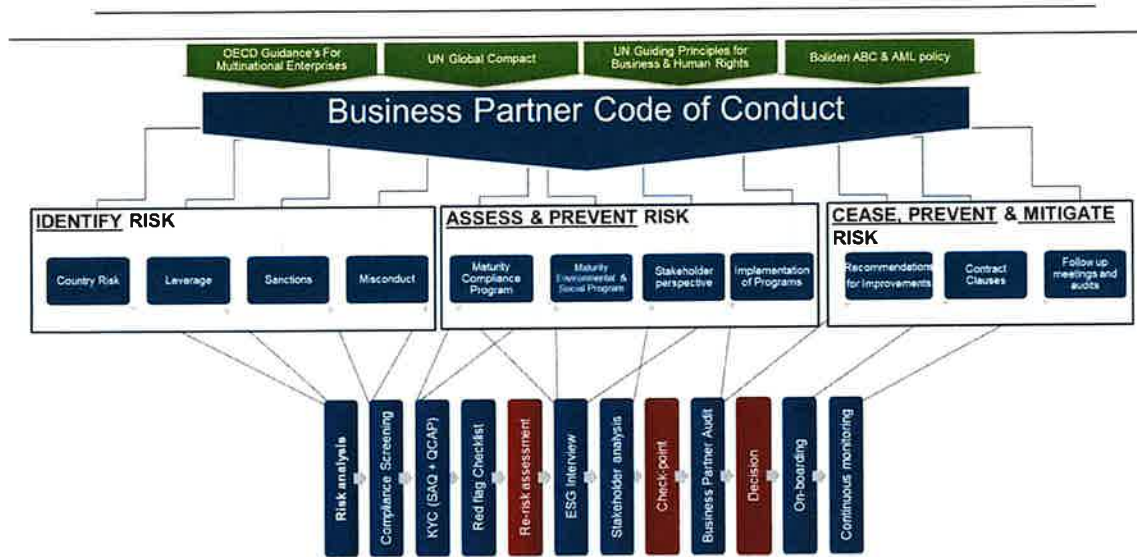 OECD Guidance's For
Multinational Enterprises
UN Global Compact
UN Guiding Principles for
Business & Human Rights
Boliden ABC & AML policy
Business Partner Code of Conduct
IDENTIFY RISK
Country Risk
Leverage
Sanctions
Misconduct
ASSESS & PREVENT RISK
Maturity
Compliance
Program
Maturity
Environmental &
Social Program
Stakeholder
perspective
Implementation
of Programs
CEASE, PREVENT & MITIGATE
RISK
Recommendations
for Improvements
Contract
Clauses
Follow up
meetings and
audits
Risk analysis
Compliance Screening
KYC (SAQ + QCAP)
Red flag Checklist
Re-risk assessment
ESG Interview
Stakeholder analysis
Check-point
Business Partner Audit
Decision
On-boarding
Continuous monitoring